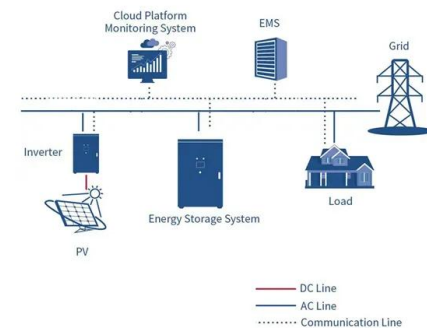 Cloud Platform
Monitoring System
EMS
Grid
Inverter
Energy Storage System
Load
PV
DC Line
AC Line
Communication Line